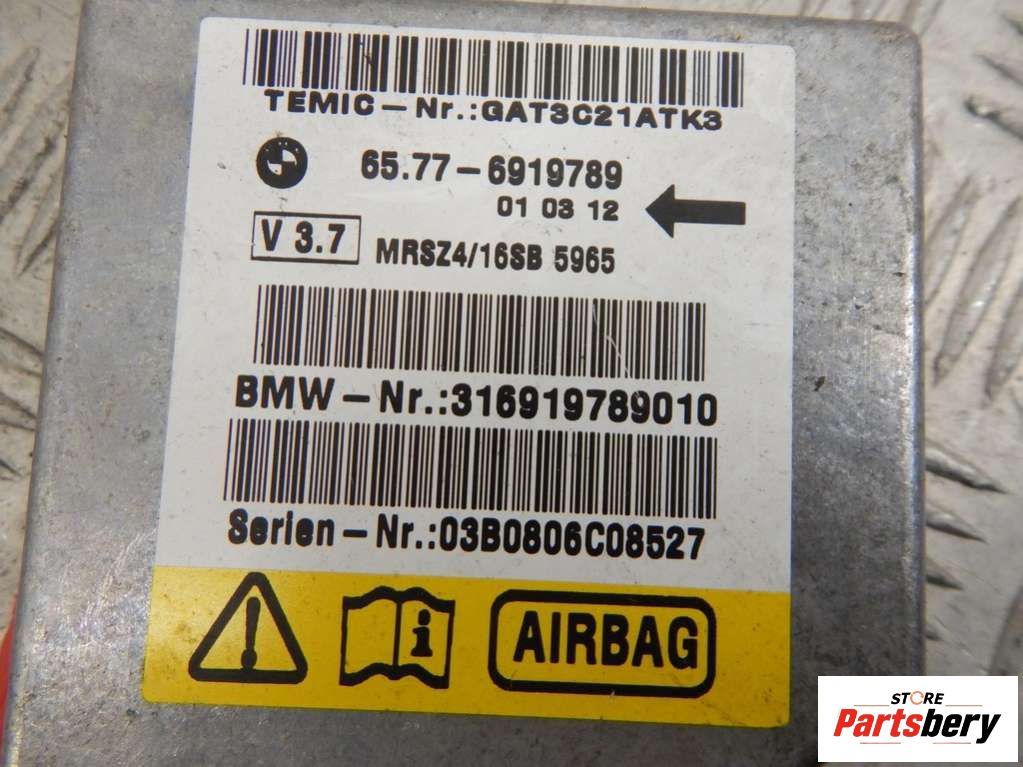 TEMIC-Nr.:GAT3C21ATK3
65.77-6919789
01 03 12
V 3.7
MRSZ4/16SB 5965
BMW-Nr.:316919789010
Serien-Nr.:03B0806C08527
i
AIRBAG
STORE
Partsbery